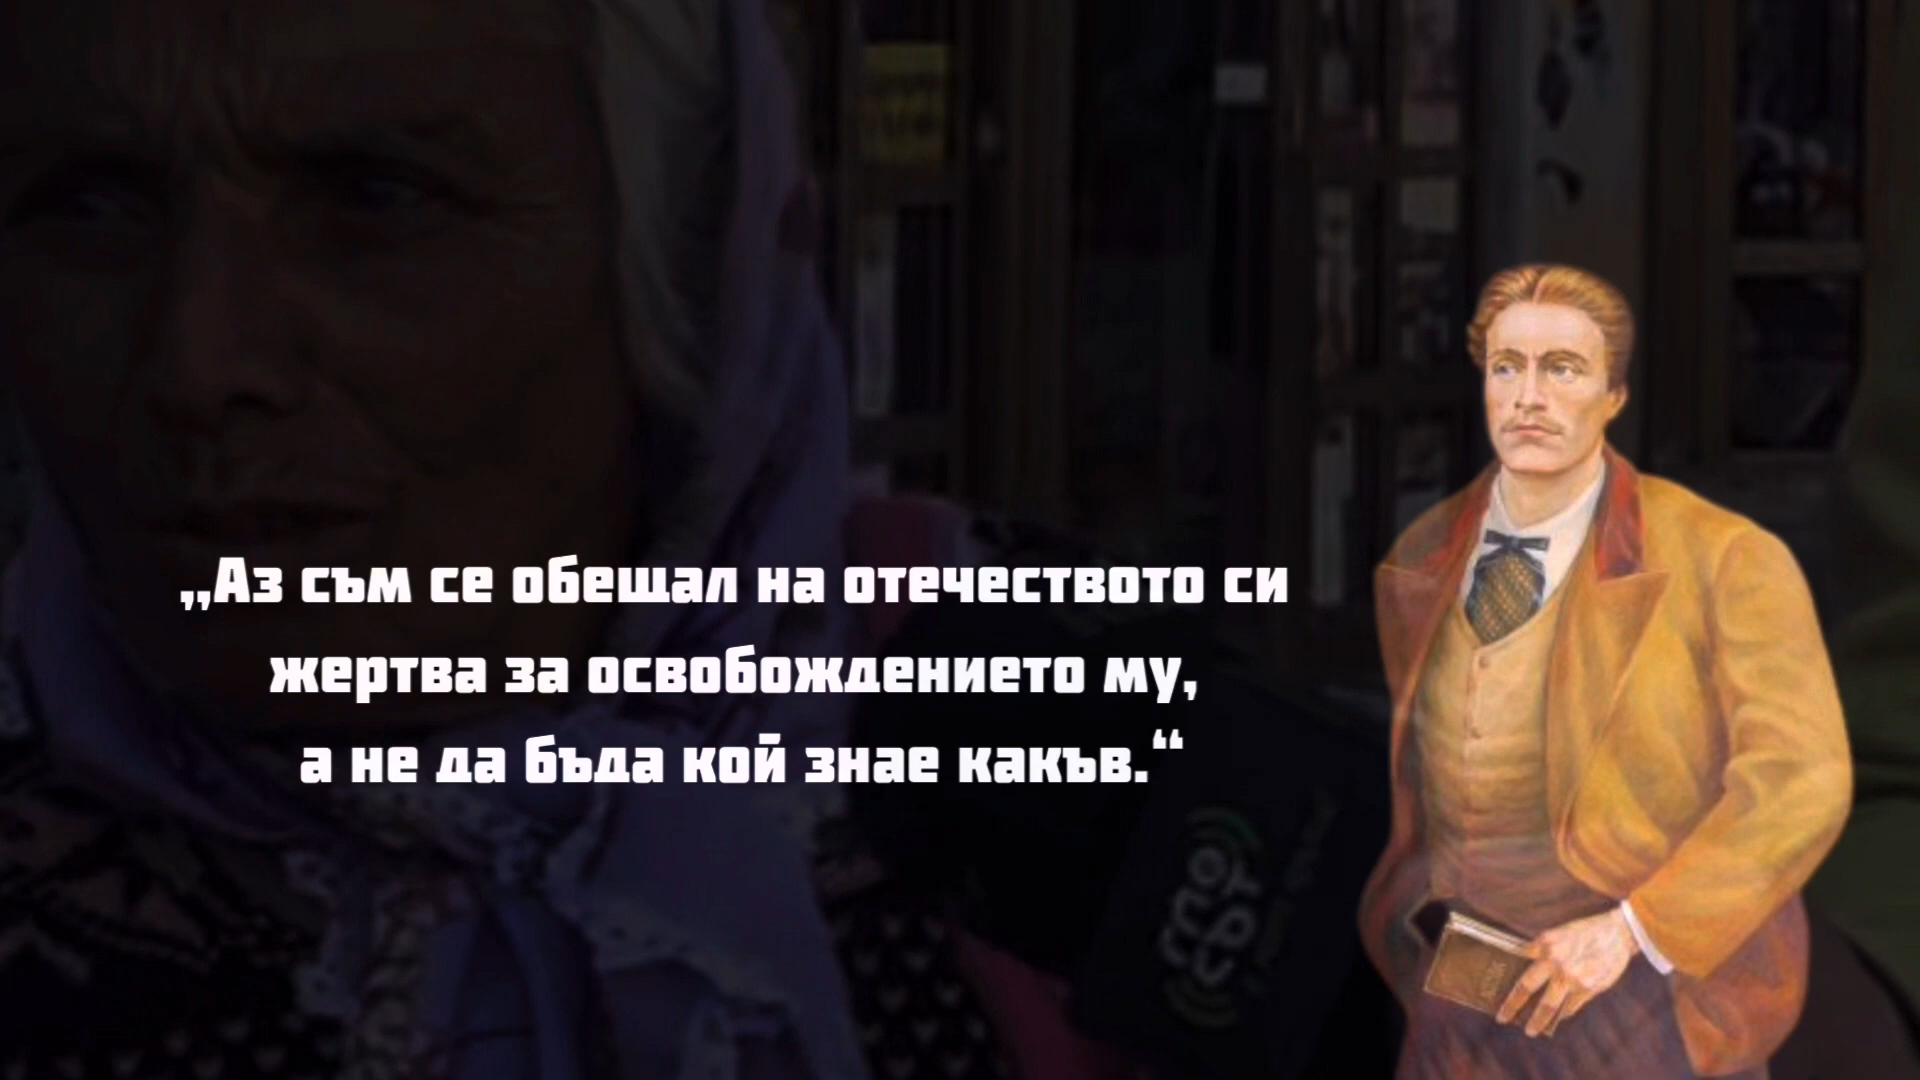 „Аз съм се обещал на отечеството си
жертва за освобождението му,
а не да бъда кой знае какъв.“